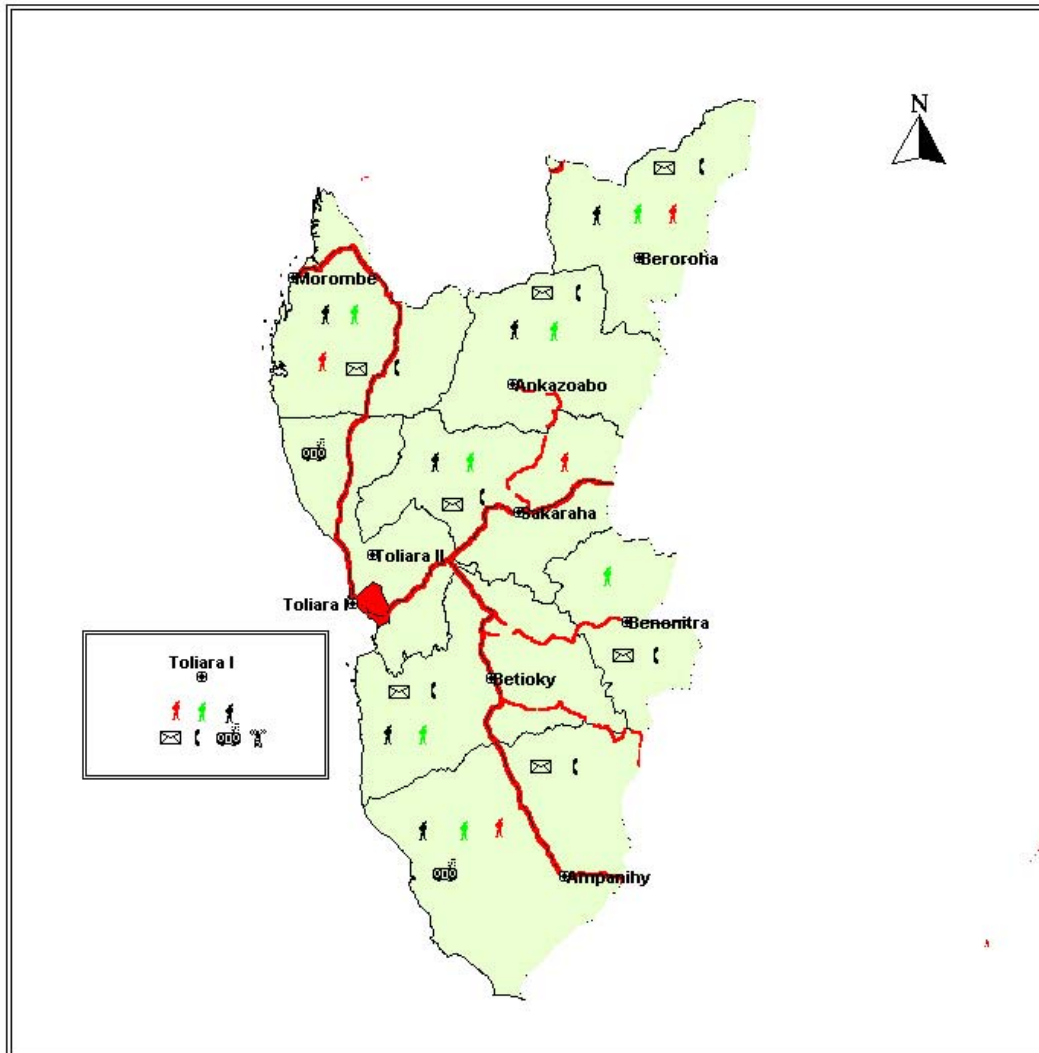 N
Beroroha
Morombe
Ankazoabo
Sakaraha
Toliara II
Toliara I
Benenitra
Toliara I
Betioky
Ampanihy